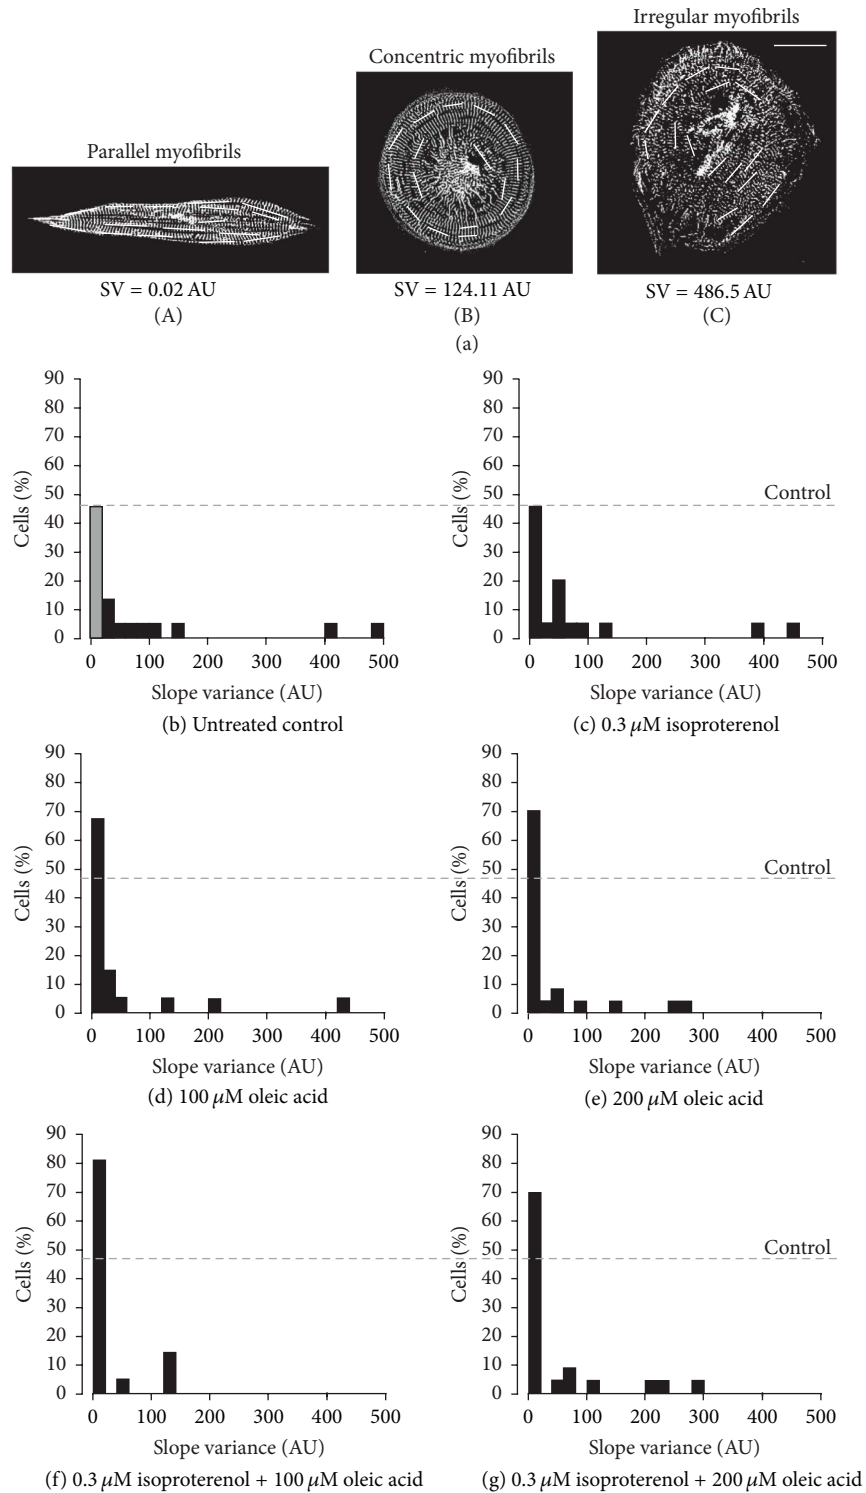 Parallel myofibrils
Concentric myofibrils
Irregular myofibrils
SV = 0.02 AU
SV = 124.11 AU
SV = 486.5 AU
(A)
(B)
(C)
(a)
90
80
70
60
50
40
30
20
10
0
Cells (%)
0 100 200 300 400 500
Slope variance (AU)
(b) Untreated control
90
80
70
60
50
40
30
20
10
0
Cells (%)
Control
0 100 200 300 400 500
Slope variance (AU)
(c) 0.3 μM isoproterenol
90
80
70
60
50
40
30
20
10
0
Cells (%)
0 100 200 300 400 500
Slope variance (AU)
(d) 100 μM oleic acid
90
80
70
60
50
40
30
20
10
0
Cells (%)
Control
0 100 200 300 400 500
Slope variance (AU)
(e) 200 μM oleic acid
90
80
70
60
50
40
30
20
10
0
Cells (%)
0 100 200 300 400 500
Slope variance (AU)
(f) 0.3 μM isoproterenol + 100 μM oleic acid
90
80
70
60
50
40
30
20
10
0
Cells (%)
Control
0 100 200 300 400 500
Slope variance (AU)
(g) 0.3 μM isoproterenol + 200 μM oleic acid